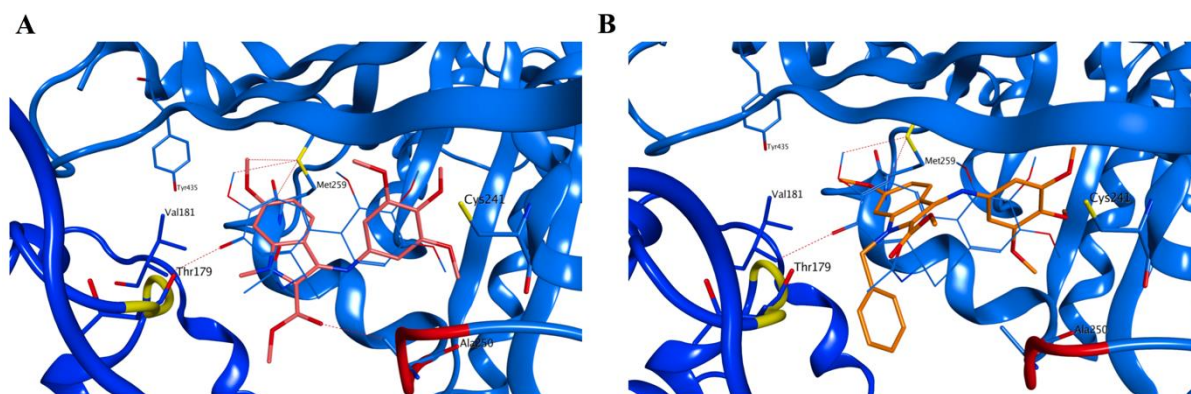 A
B
Tyr435
Met259
Cys241
Val181
Thr179
Ala250
Tyr435
Met259
Cys241
Val181
Thr179
Ala250